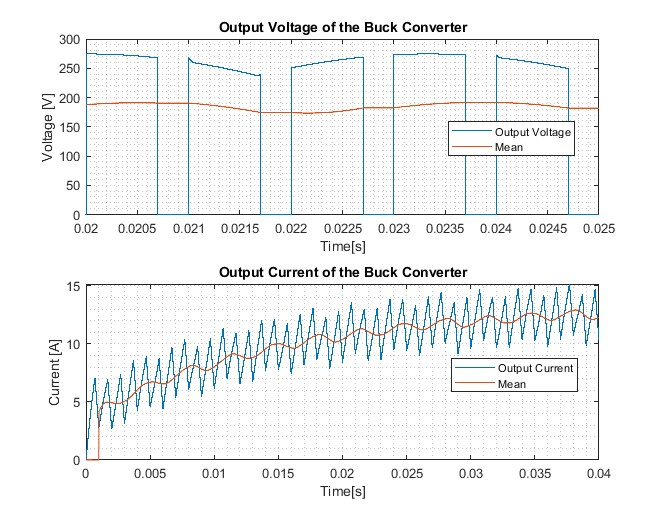 Output Voltage of the Buck Converter
300
250
200
150
100
50
0
Voltage [V]
Output Voltage
Mean
0.02 0.0205 0.021 0.0215 0.022 0.0225 0.023 0.0235 0.024 0.0245 0.025
Time[s]
Output Current of the Buck Converter
15
10
5
0
Current [A]
Output Current
Mean
0 0.005 0.01 0.015 0.02 0.025 0.03 0.035 0.04
Time[s]